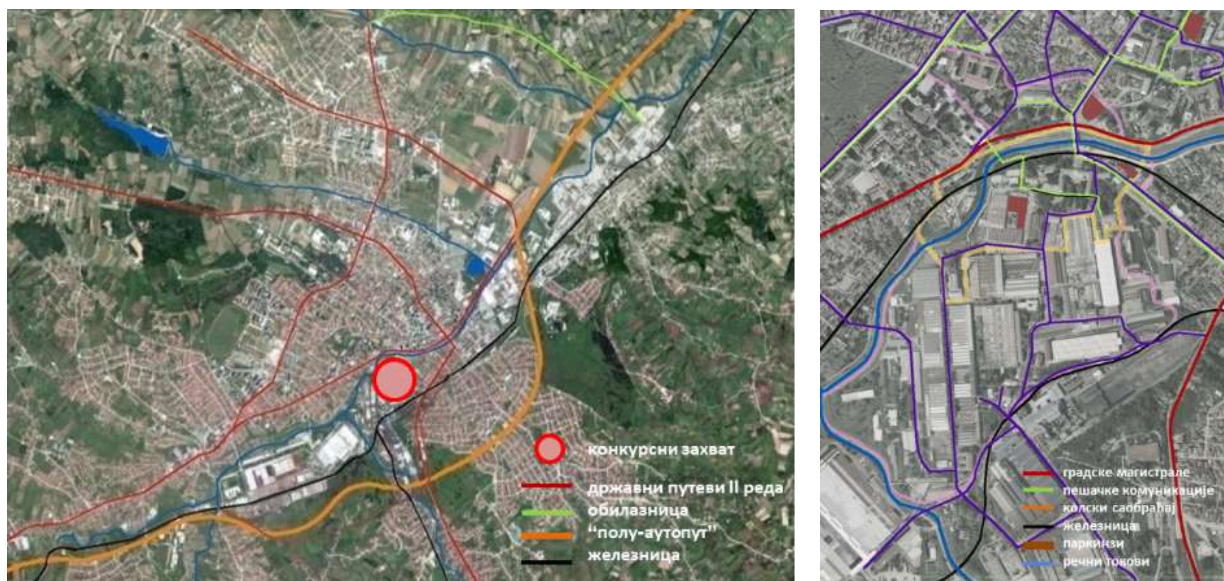 конкурсни захват
државни путеви II реда
обилазница
“полу-аутопут”
железница
градске магистрале
пешачке комуникације
колски саобраћај
железница
паркинзи
речни токови